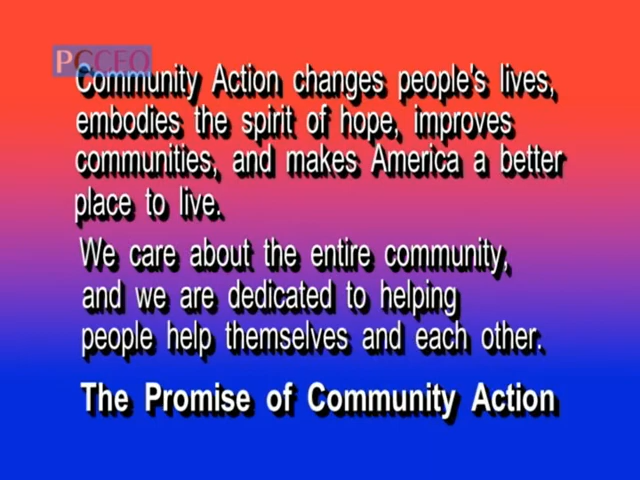 PCCEO
Community Action changes people's lives,
embodies the spirit of hope, improves
communities, and makes America a better
place to live.
We care about the entire community,
and we are dedicated to helping
people help themselves and each other.
The Promise of Community Action